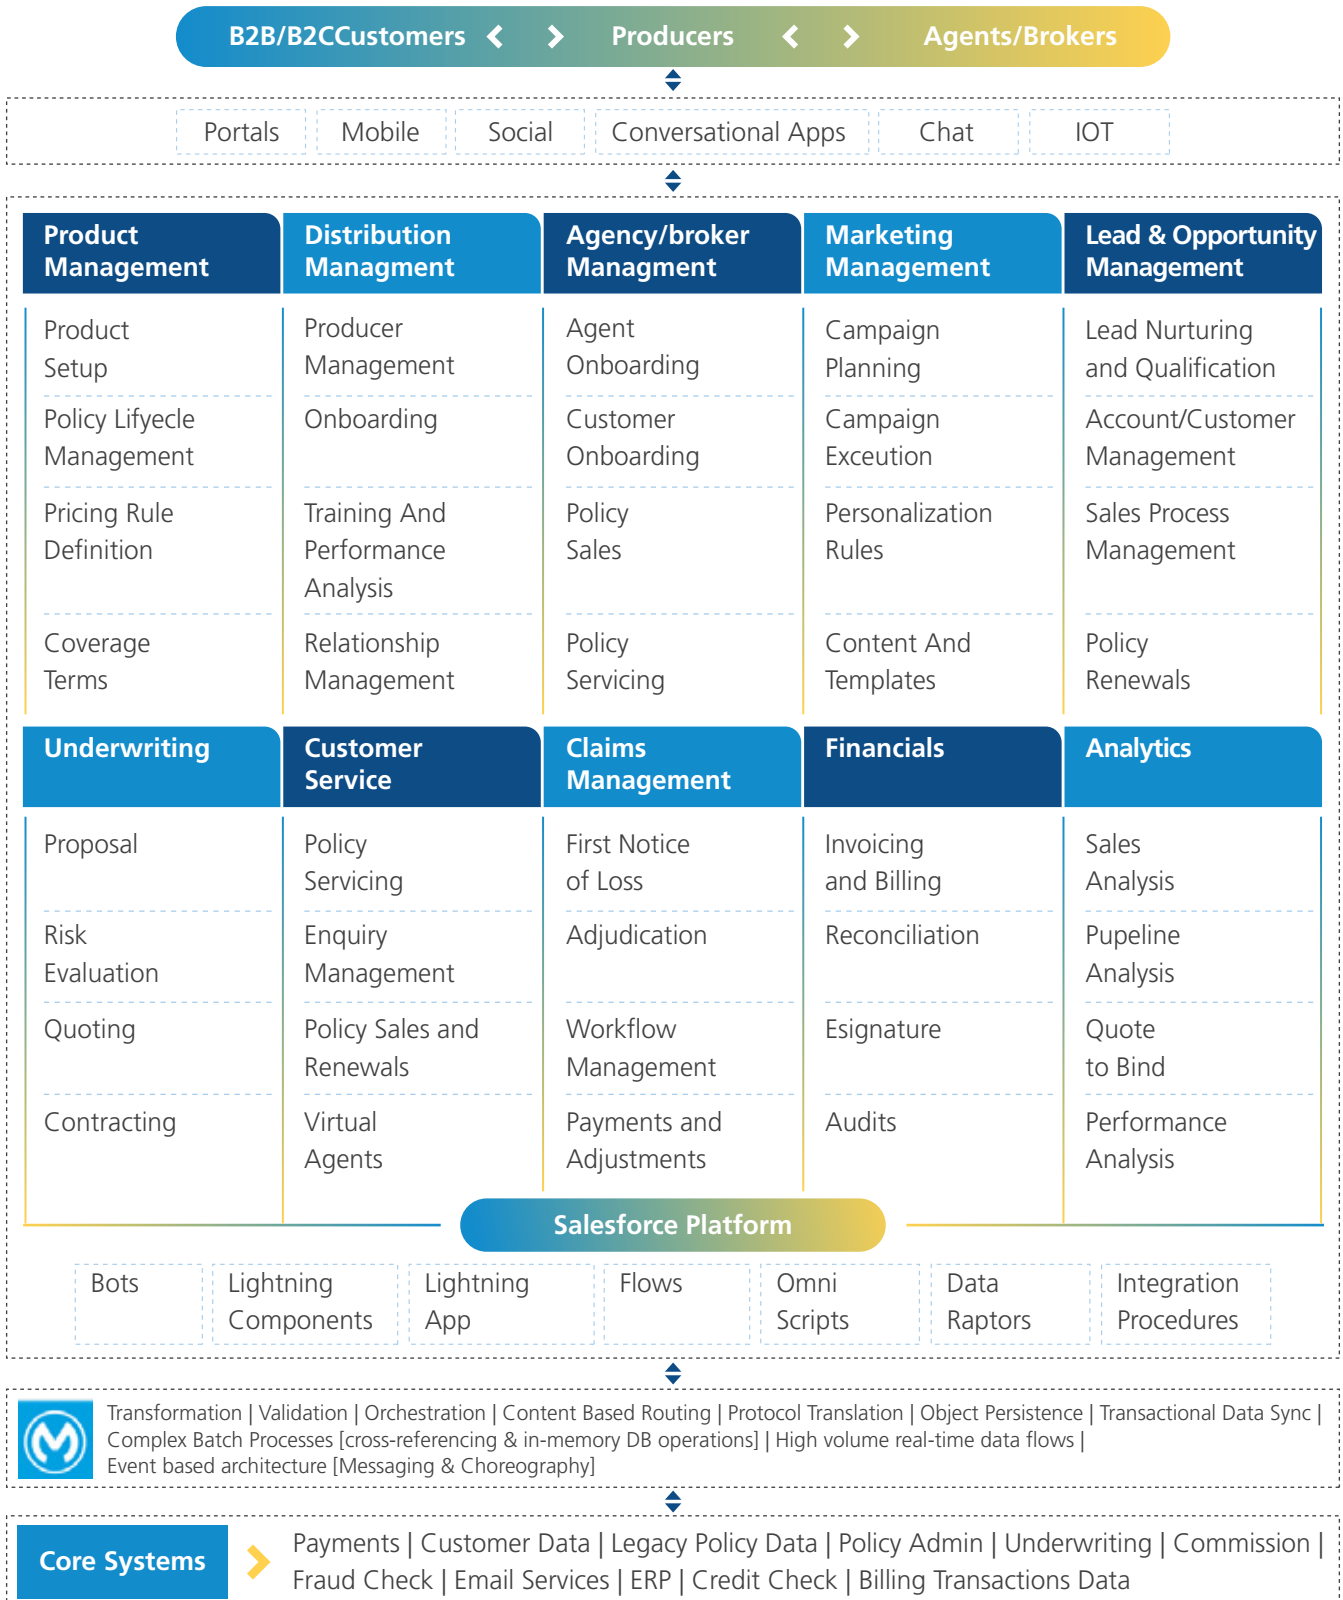 B2B/B2CCustomers Producers Agents/Brokers
Portals Mobile Social Conversational Apps Chat IOT
Product
Management
Distribution
Managment
Agency/broker
Managment
Marketing
Management
Lead & Opportunity
Management
Product
Setup
Policy Lifyecle
Management
Pricing Rule
Definition
Coverage
Terms
Producer
Management
Onboarding
Training And
Performance
Analysis
Relationship
Management
Agent
Onboarding
Customer
Onboarding
Policy
Sales
Policy
Servicing
Campaign
Planning
Campaign
Exceution
Personalization
Rules
Content And
Templates
Lead Nurturing
and Qualification
Account/Customer
Management
Sales Process
Management
Policy
Renewals
Underwriting
Customer
Service
Claims
Management
Financials
Analytics
Proposal
Risk
Evaluation
Quoting
Contracting
Policy
Servicing
Enquiry
Management
Policy Sales and
Renewals
Virtual
Agents
First Notice
of Loss
Adjudication
Workflow
Management
Payments and
Adjustments
Invoicing
and Billing
Reconciliation
Esignature
Audits
Sales
Analysis
Pupeline
Analysis
Quote
to Bind
Performance
Analysis
Salesforce Platform
Bots
Lightning
Components
Lightning
App
Flows
Omni
Scripts
Data
Raptors
Integration
Procedures
Transformation | Validation | Orchestration | Content Based Routing | Protocol Translation | Object Persistence | Transactional Data Sync |
Complex Batch Processes [cross-referencing & in-memory DB operations] | High volume real-time data flows |
Event based architecture [Messaging & Choreography]
Core Systems
Payments | Customer Data | Legacy Policy Data | Policy Admin | Underwriting | Commission |
Fraud Check | Email Services | ERP | Credit Check | Billing Transactions Data